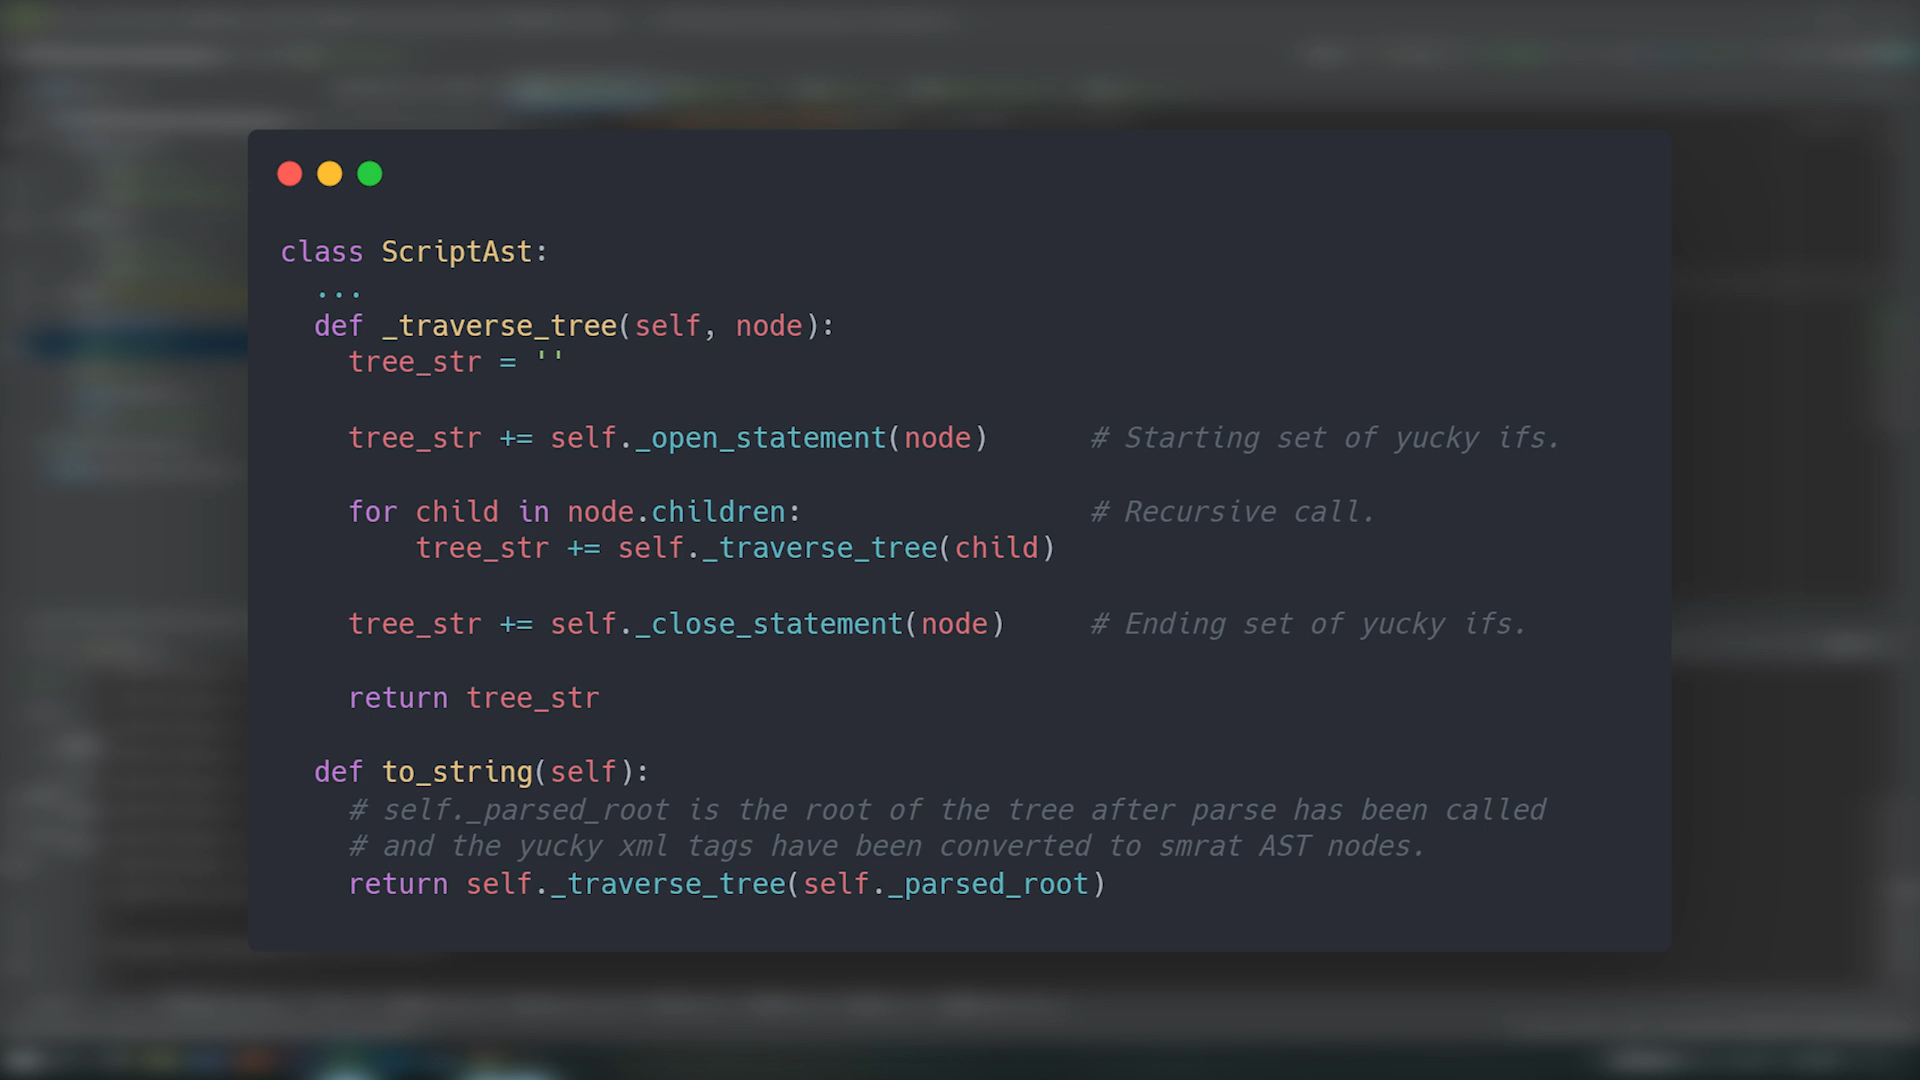 class ScriptAst:
...
def _traverse_tree(self, node):
tree_str = ''
tree_str += self._open_statement(node) # Starting set of yucky ifs.
for child in node.children: # Recursive call.
tree_str += self._traverse_tree(child)
tree_str += self._close_statement(node) # Ending set of yucky ifs.
return tree_str
def to_string(self):
# self._parsed_root is the root of the tree after parse has been called
# and the yucky xml tags have been converted to smrat AST nodes.
return self._traverse_tree(self._parsed_root)